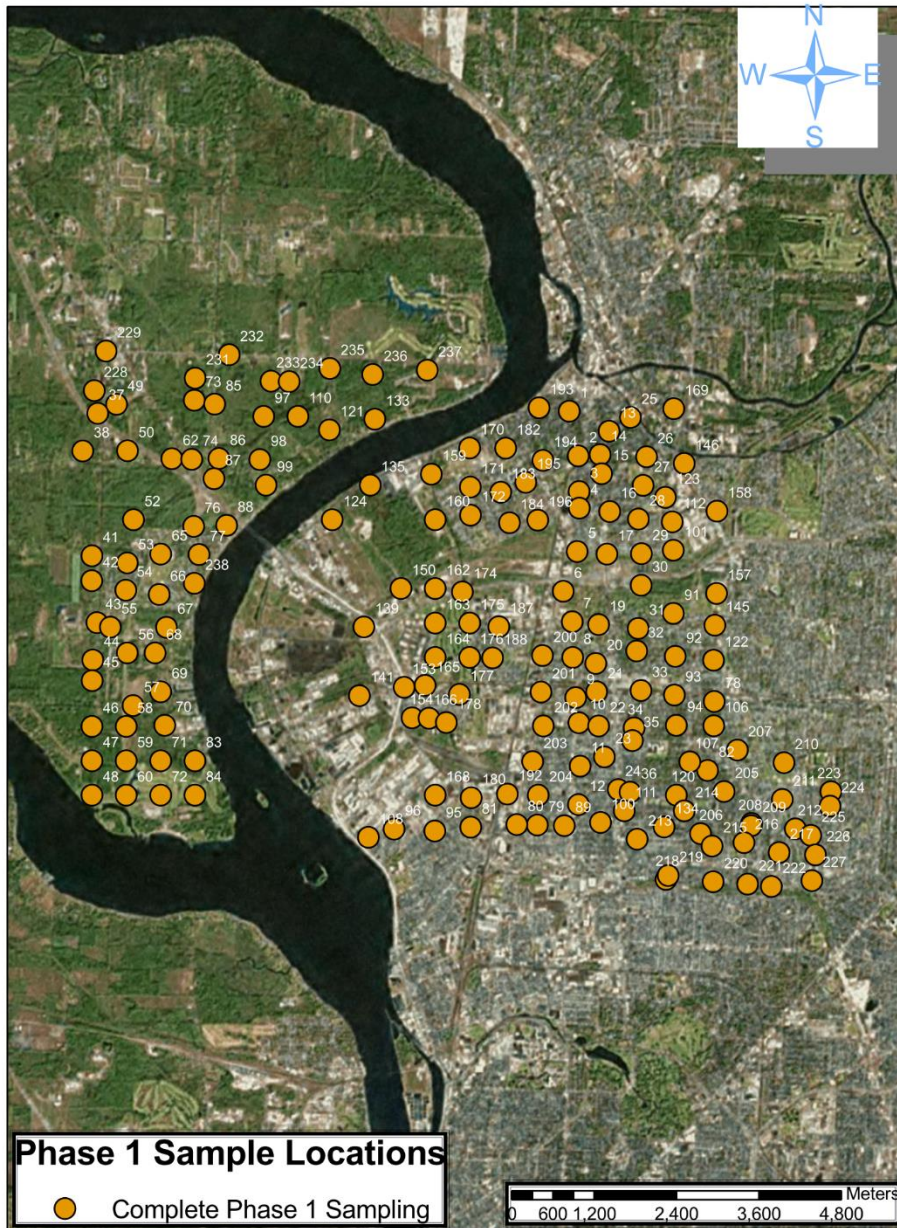 N
W E
S
229 232
231 235 236 237
228 73 233 234
37 49 85 97 110 133 193 1 13 25 169
121
38 50 62 74 86 98 170 182 194 2 14 26 146
87 99 135 159 171 183 195 3 15 27 123
52 76 88 124 160 172 184 196 4 16 28 112 158
41 53 65 77 5 17 29 101
42 54 66 238 150 162 174 6 30 157
43 55 67 139 163 175 187 7 19 31 91 145
44 56 68 164 176 188 200 8 20 32 92 122
45 57 69 141 153 165 177 201 9 21 33 93 78
46 58 70 154 166 178 202 10 22 34 94 106
47 59 71 83 203 11 23 35 107 82 207 210
48 60 72 84 168 180 192 204 12 24 36 120 205 211 223
224
108 96 95 81 80 79 89 100 111 134 214 208 209 212 225
213 206 215 216 217 226
218 219 220 221 222 227
Phase 1 Sample Locations
Complete Phase 1 Sampling
Meters
0 600 1,200 2,400 3,600 4,800